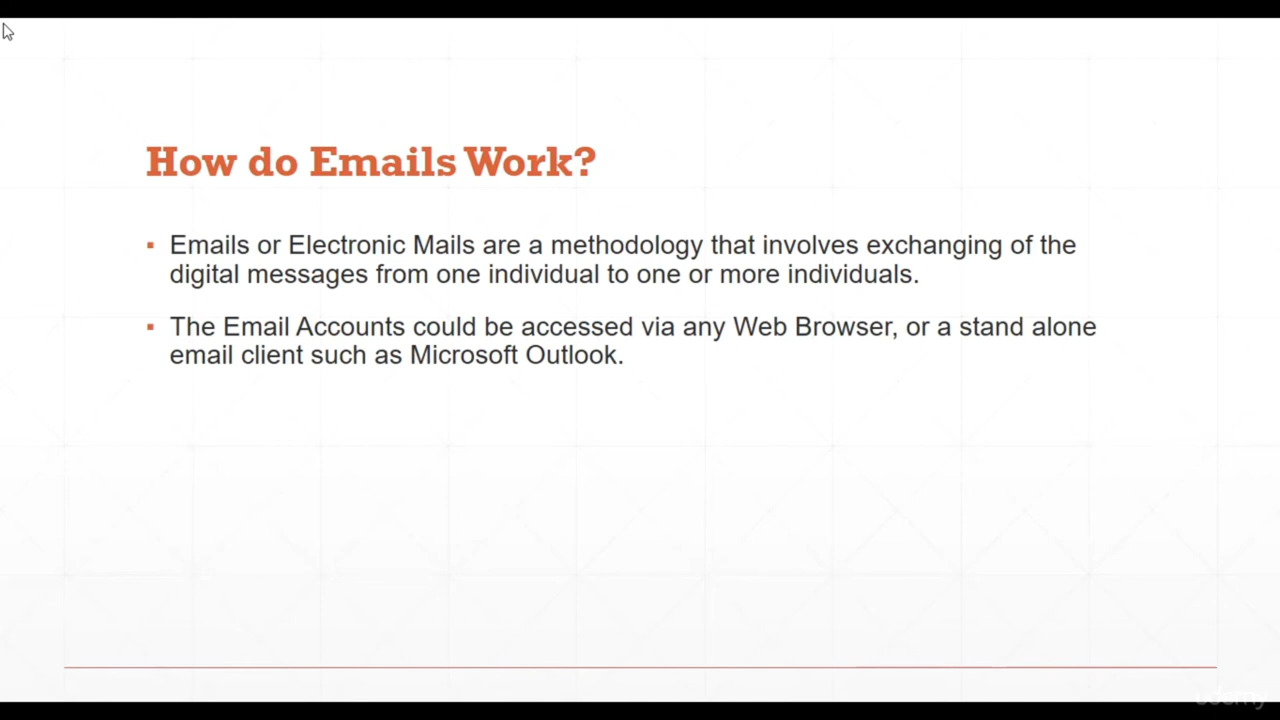 How do Emails Work?
▪ Emails or Electronic Mails are a methodology that involves exchanging of the
digital messages from one individual to one or more individuals.
▪ The Email Accounts could be accessed via any Web Browser, or a stand alone
email client such as Microsoft Outlook.
udemy